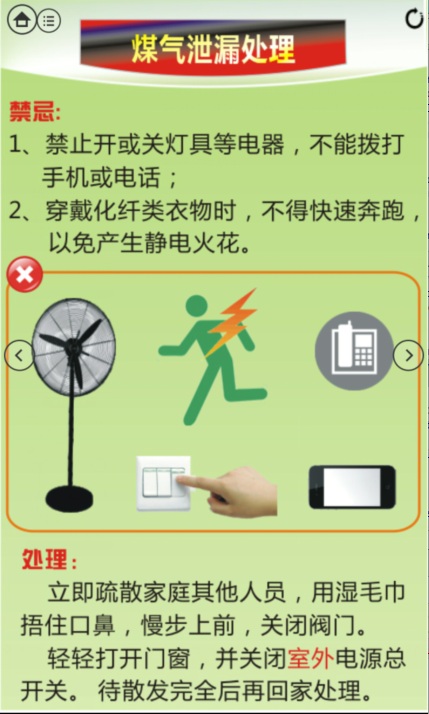 煤气泄漏处理
禁忌:
1、禁止开或关灯具等电器，不能拨打
手机或电话；
2、穿戴化纤类衣物时，不得快速奔跑，
以免产生静电火花。
处理：
立即疏散家庭其他人员，用湿毛巾
捂住口鼻，慢步上前，关闭阀门。
轻轻打开门窗，并关闭室外电源总
开关。 待散发完全后再回家处理。